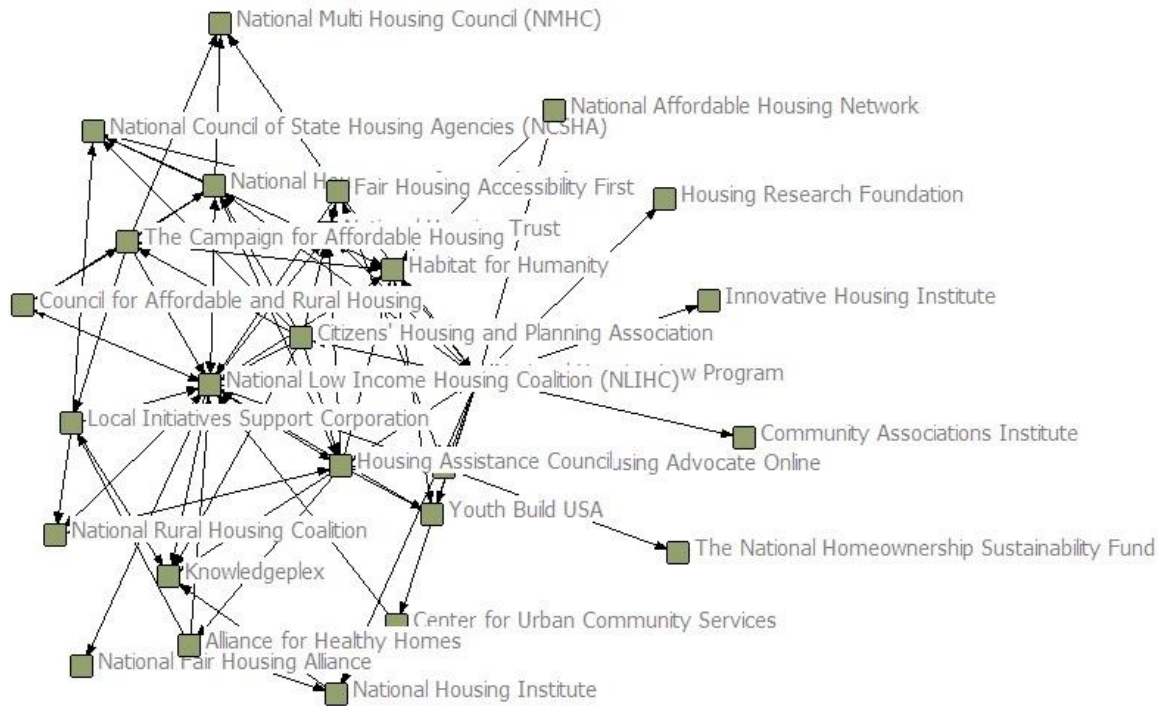 National Multi Housing Council (NMHC)
National Affordable Housing Network
National Council of State Housing Agencies (NCSHA)
National
Fair Housing Accessibility First
Housing Research Foundation
Trust
The Campaign for Affordable Housing
Habitat for Humanity
Innovative Housing Institute
Council for Affordable and Rural Housing
Citizens' Housing and Planning Association
Program
National Low Income Housing Coalition (NLIHC)
Local Initiatives Support Corporation
Community Associations Institute
Housing Assistance Council
Advocate Online
Youth Build USA
National Rural Housing Coalition
The National Homeownership Sustainability Fund
Knowledgeplex
Center for Urban Community Services
Alliance for Healthy Homes
National Fair Housing Alliance
National Housing Institute